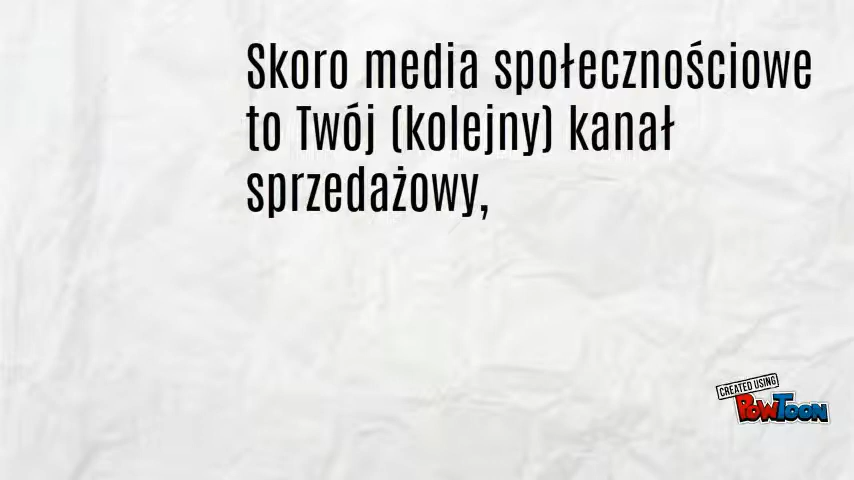 Skoro media społecznościowe
to Twój (kolejny) kanał
sprzedażowy,
CREATED USING
PowToon